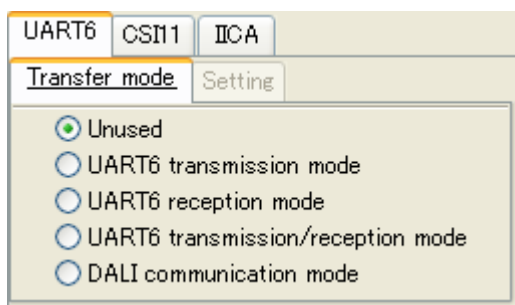 UART6 CSI11 IICA
Transfer mode Setting
Unused
UART6 transmission mode
UART6 reception mode
UART6 transmission/reception mode
DALI communication mode